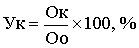 Ук = Ок/Оо × 100, %